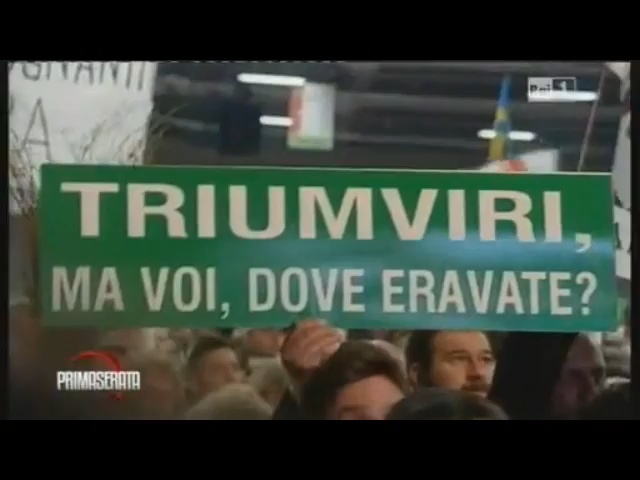 Rai 1
TRIUMVIRI,
MA VOI, DOVE ERAVATE?
PRIMASERATA